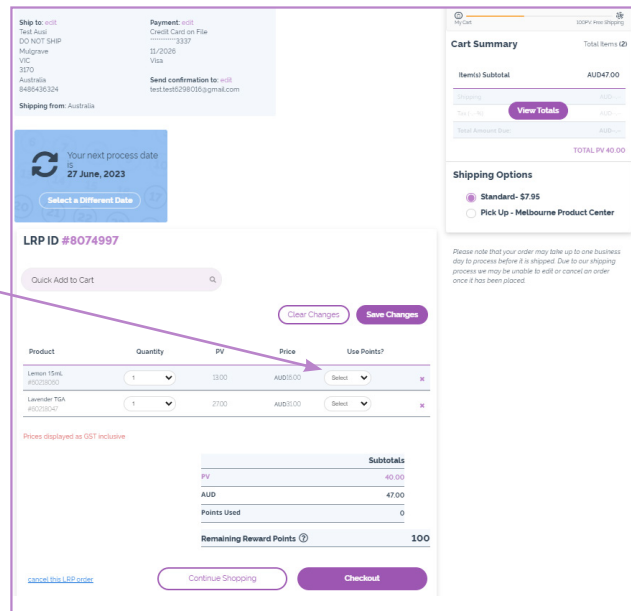 Ship to: edit
Test Ausi
DO NOT SHIP
Mulgrave
VIC
3170
Australia
8486436324
Shipping from: Australia
Payment: edit
Credit Card on File
************3337
11/2026
Visa
Send confirmation to: edit
test.test6298016@gmail.com
Your next process date
is
27 June, 2023
Select a Different Date
LRP ID #8074997
Quick Add to Cart
Clear Changes
Save Changes
Product Quantity PV Price Use Points?
Lemon 15mL
#60218060
1 13.00 AUD16.00 Select ×
Lavender TGA
#60218047
1 27.00 AUD31.00 Select ×
Prices displayed as GST inclusive
Subtotals
PV 40.00
AUD 47.00
Points Used 0
Remaining Reward Points ? 100
cancel this LRP order
Continue Shopping
Checkout
My Cart 100PV Free Shipping
Cart Summary Total Items (2)
Item(s) Subtotal AUD47.00
Shipping AUD
View Totals
Total Amount Due: AUD
TOTAL PV 40.00
Shipping Options
Standard- $7.95
Pick Up - Melbourne Product Center
Please note that your order may take up to one business
day to process before it is shipped. Due to our shipping
process we may be unable to edit or cancel an order
once it has been placed.